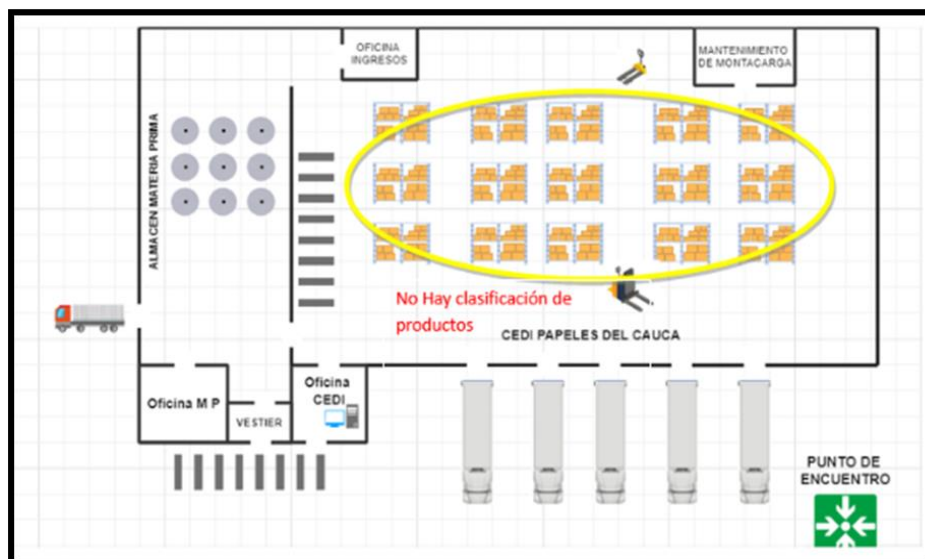 OFICINA
INGRESOS
MANTENIMIENTO
DE MONTACARGA
ALMACEN MATERIA PRIMA
No Hay clasificación de
productos
CEDI PAPELES DEL CAUCA
Oficina M P
VESTIER
Oficina
CEDI
PUNTO DE
ENCUENTRO